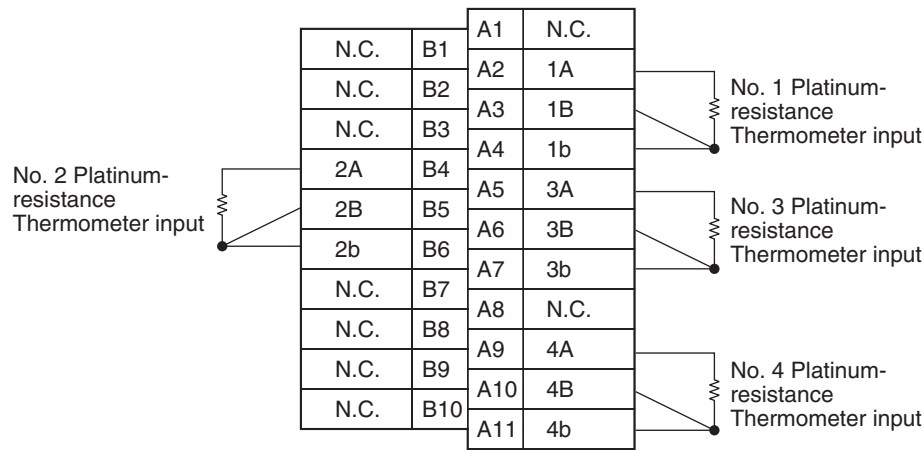 No. 2 Platinum-
resistance
Thermometer input
N.C. B1
N.C. B2
N.C. B3
2A B4
2B B5
2b B6
N.C. B7
N.C. B8
N.C. B9
N.C. B10
A1 N.C.
A2 1A
A3 1B
A4 1b
A5 3A
A6 3B
A7 3b
A8 N.C.
A9 4A
A10 4B
A11 4b
No. 1 Platinum-
resistance
Thermometer input
No. 3 Platinum-
resistance
Thermometer input
No. 4 Platinum-
resistance
Thermometer input